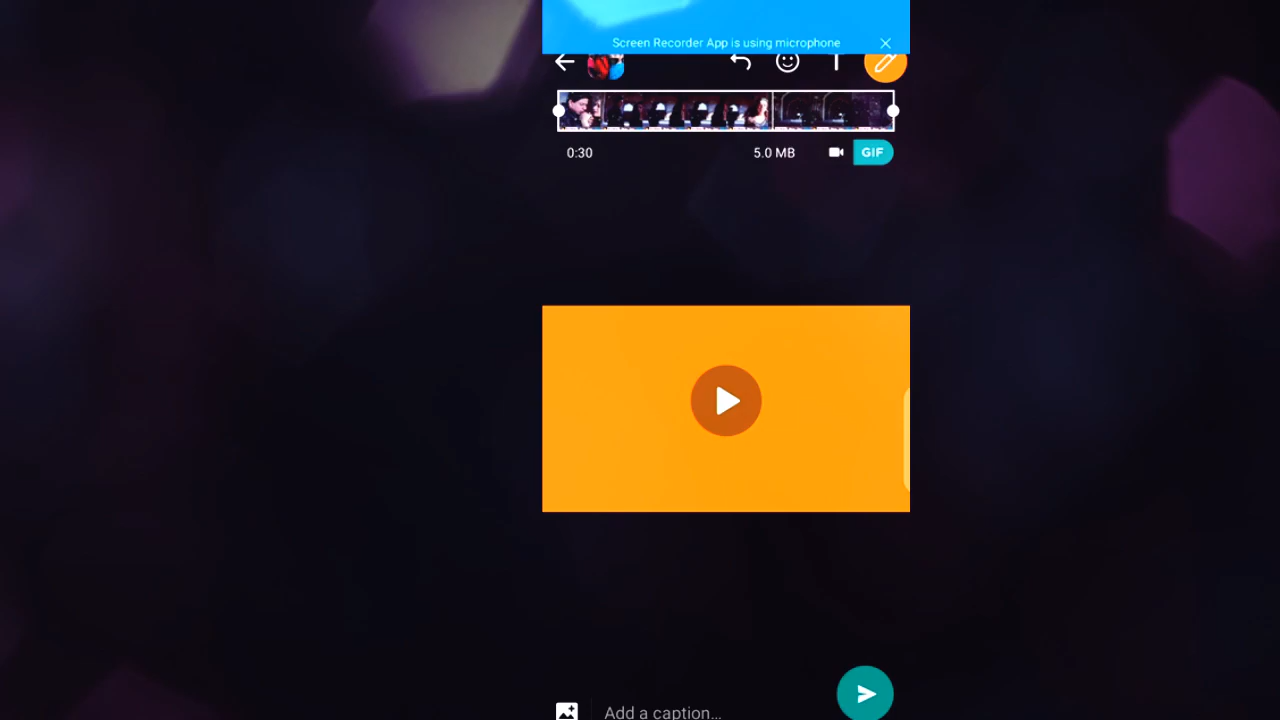 Screen Recorder App is using microphone
0:30 5.0 MB GIF
Add a caption...